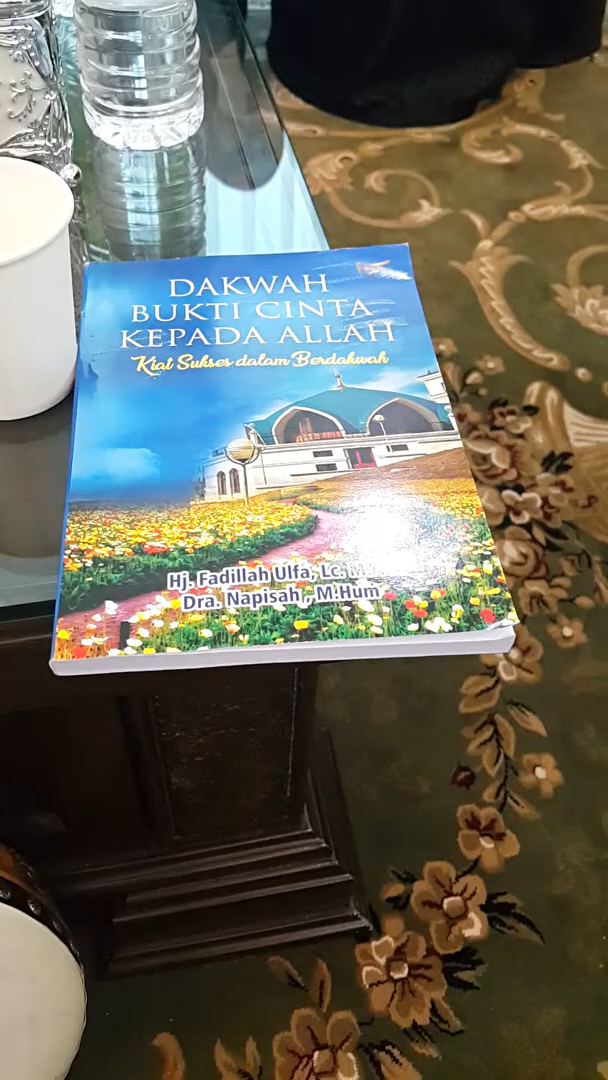 DAKWAH
BUKTI CINTA
KEPADA ALLAH
Kiat Sukses dalam Berdakwah
Hj. Fadillah Ulfa, Lc.
Dra. Napisah, M.Hum